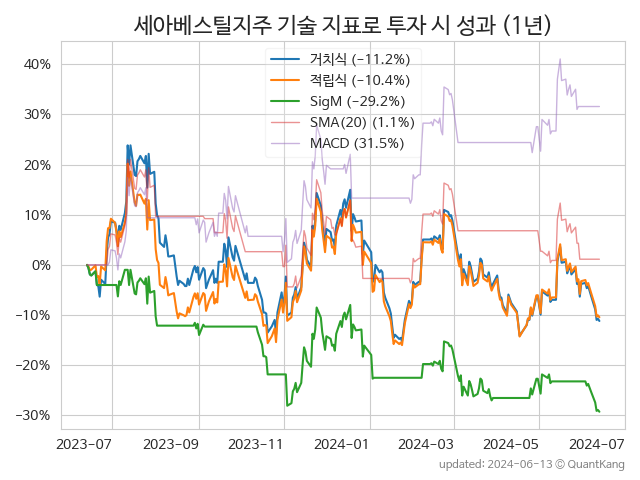 세아베스틸지주 기술 지표로 투자 시 성과 (1년)
거치식 (−11.2%)
적립식 (−10.4%)
SigM (−29.2%)
SMA(20) (1.1%)
MACD (31.5%)
40%
30%
20%
10%
0%
−10%
−20%
−30%
2023-07 2023-09 2023-11 2024-01 2024-03 2024-05 2024-07
updated: 2024-06-13 © QuantKang